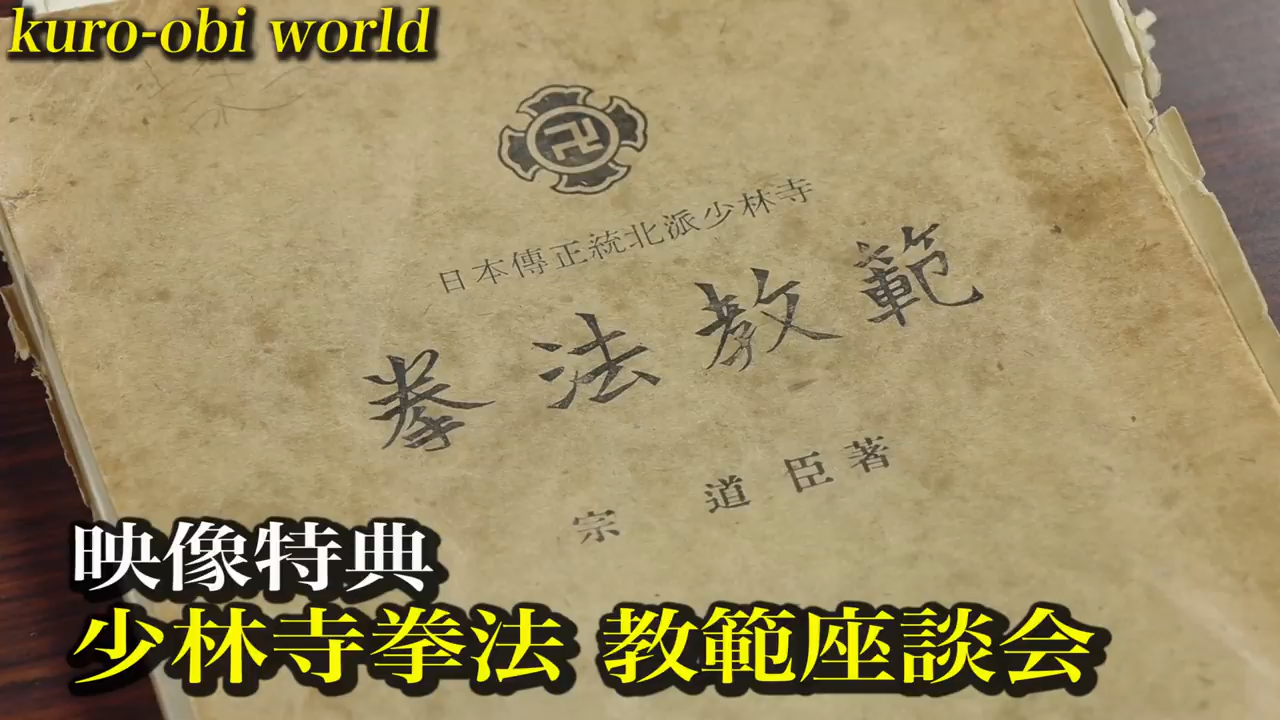 kuro-obi world
卍
日本傳正統北派少林寺
拳法教範
宗 道臣著
映像特典
少林寺拳法 教範座談会